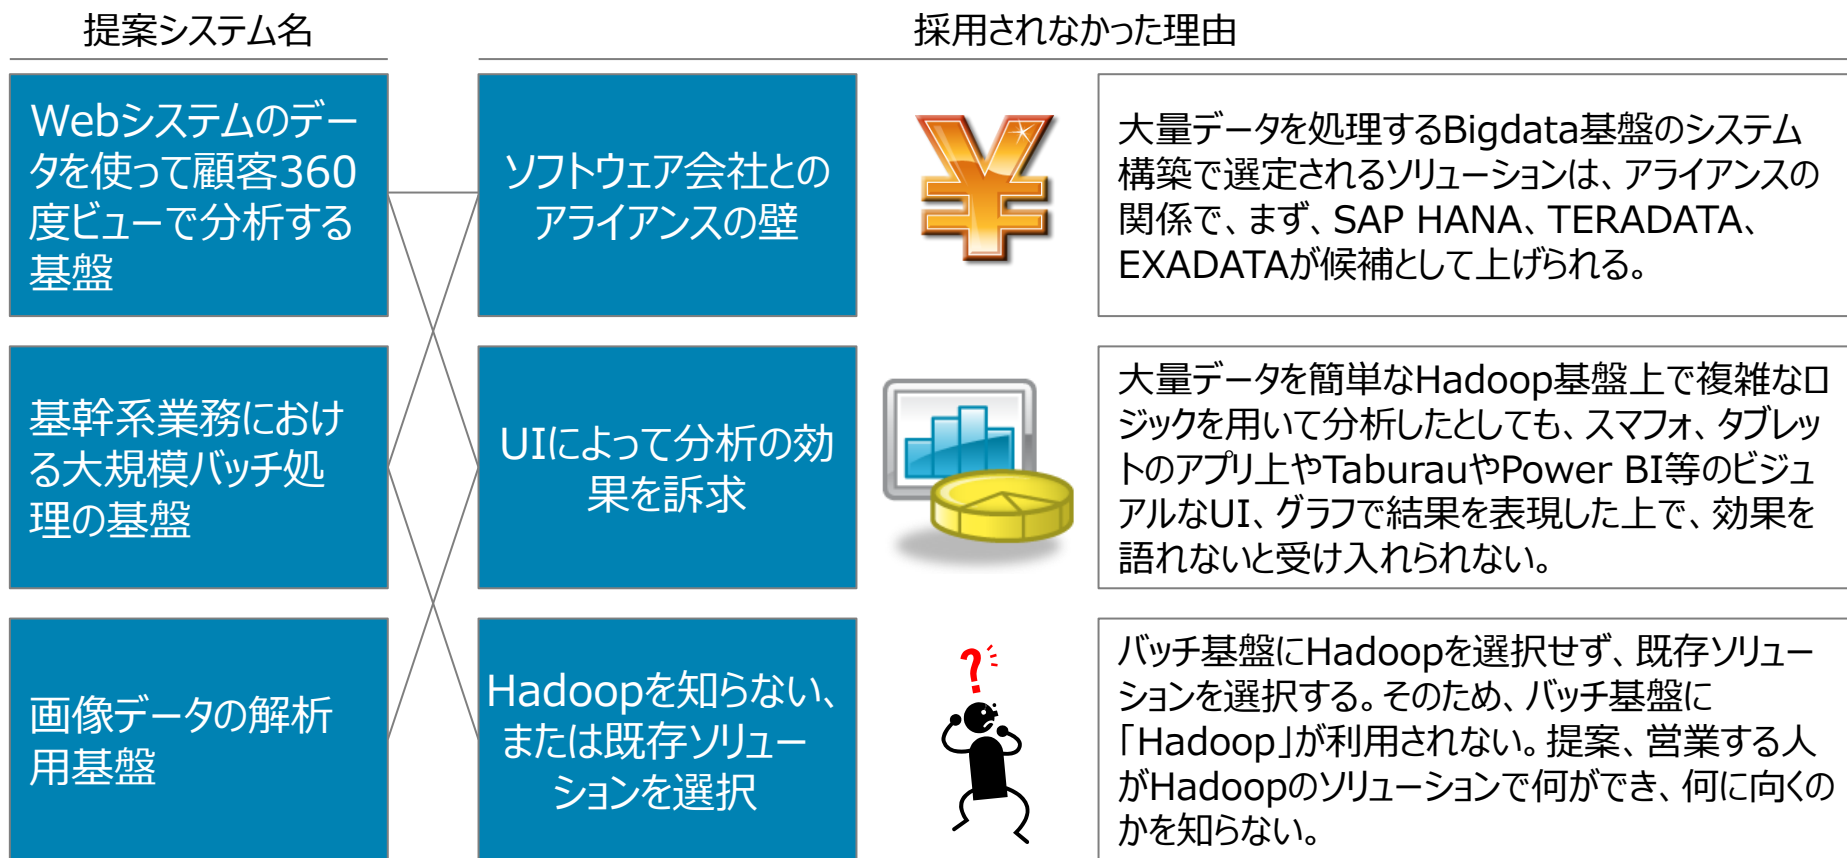 提案システム名
採用されなかった理由
Webシステムのデー
タを使って顧客360
度ビューで分析する
基盤
ソフトウェア会社との
アライアンスの壁
¥
大量データを処理するBigdata基盤のシステム
構築で選定されるソリューションは、アライアンスの
関係で、まず、SAP HANA、TERADATA、
EXADATAが候補として上げられる。
基幹系業務におけ
る大規模バッチ処
理の基盤
UIによって分析の効
果を訴求
大量データを簡単なHadoop基盤上で複雑なロ
ジックを用いて分析したとしても、スマフォ、タブレッ
トのアプリ上やTaburauやPower BI等のビジュ
アルなUI、グラフで結果を表現した上で、効果を
語れないと受け入れられない。
画像データの解析
用基盤
Hadoopを知らない、
または既存ソリュー
ションを選択
?
バッチ基盤にHadoopを選択せず、既存ソリュー
ションを選択する。そのため、バッチ基盤に
「Hadoop」が利用されない。提案、営業する人
がHadoopのソリューションで何ができ、何に向くの
かを知らない。